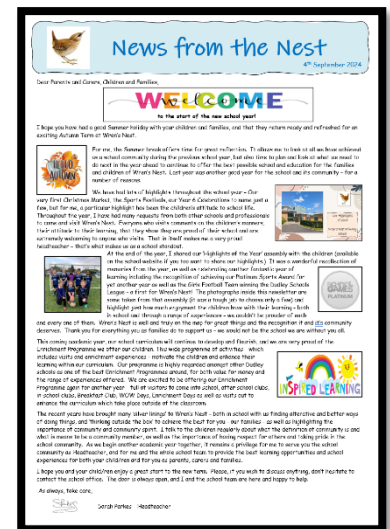 News from the Nest
4th September 2024
Dear Parents and Carers, Children and Families,
WELCOME
to the start of the new school year!
I hope you have had a good Summer holiday with your children and families, and that they return ready and refreshed for an
exciting Autumn Term at Wren's Nest.
For me, the Summer break offers time for great reflection. It allows me to look at all we have achieved
as a school community during the previous school year, but also time to plan and look at what we need to
do next in the year ahead to continue to offer the best possible school and education for the families
and children of Wren's Nest. Last year was another good year for the school and its community – for a
number of reasons.
We have had lots of highlights throughout the school year – Our
very first Christmas Market, the Sports Festivals, our Year 6 Celebrations to name just a
few, but for me, a particular highlight has been the children's attitude to school life.
Throughout the year, I have had many requests from both other schools and professionals
to come and visit Wren's Nest. Everyone who visits comments on the children's manners,
their attitude to their learning, that they show they are proud of their school and are
extremely welcoming to anyone who visits. That in itself makes me a very proud
headteacher – that's what makes us as a school standout.
At the end of the year, I shared our 'Highlights of the Year' assembly with the children (available
on the school website if you too want to share our highlights). It was a wonderful recollection of
memories from the year, as well as celebrating another fantastic year of
learning including the recognition of achieving our Platinum Sports Award for
yet another year as well as the Girls Football Team winning the Dudley Schools
League – a first for Wren's Nest! The photographs inside this newsletter are
some taken from that assembly (it was a tough job to choose only a few) and
highlight just how much enjoyment the children have with their learning – both
in school and through a range of experiences – we couldn't be prouder of each
and every one of them. Wren's Nest is well and truly on the map for great things and the recognition it and it's community
deserves. Thank you for everything you as families do to support us – we would not be the school we are without you all.
PLATINUM
This coming academic year, our school curriculum will continue to develop and flourish, and we are very proud of the
Enrichment Programme we offer our children. The wide programme of activities – which
includes visits and enrichment experiences – motivate the children and enhance their
learning within our curriculum. Our programme is highly regarded amongst other Dudley
schools as one of the best Enrichment Programmes around, for both value for money and
the range of experiences offered. We are excited to be offering our Enrichment
Programme again for another year – full of visitors to come into school, after school clubs,
in-school clubs, Breakfast Club, WOW Days, Enrichment Days as well as visits out to
enhance the curriculum which take place outside of the classroom.
INSPIRED LEARNING
The recent years have brought many 'silver linings' to Wren's Nest – both in school with us finding alternative and better ways
of doing things, and 'thinking outside the box' to achieve the best for you – our families – as well as highlighting the
importance of community and community spirit. I talk to the children regularly about what the definition of community is and
what it means to be a community member, as well as the importance of having respect for others and taking pride in the
school community. As we begin another academic year together, it remains a privilege for me to serve you the school
community as Headteacher, and for me and the whole school team to provide the best learning opportunities and school
experiences for both your children and for you as parents, carers and families.
I hope you and your child/ren enjoy a great start to the new term. Please, if you wish to discuss anything, don't hesitate to
contact the school office. The door is always open, and I and the school team are here and happy to help.
As always, take care,
Sarah Parkes Headteacher